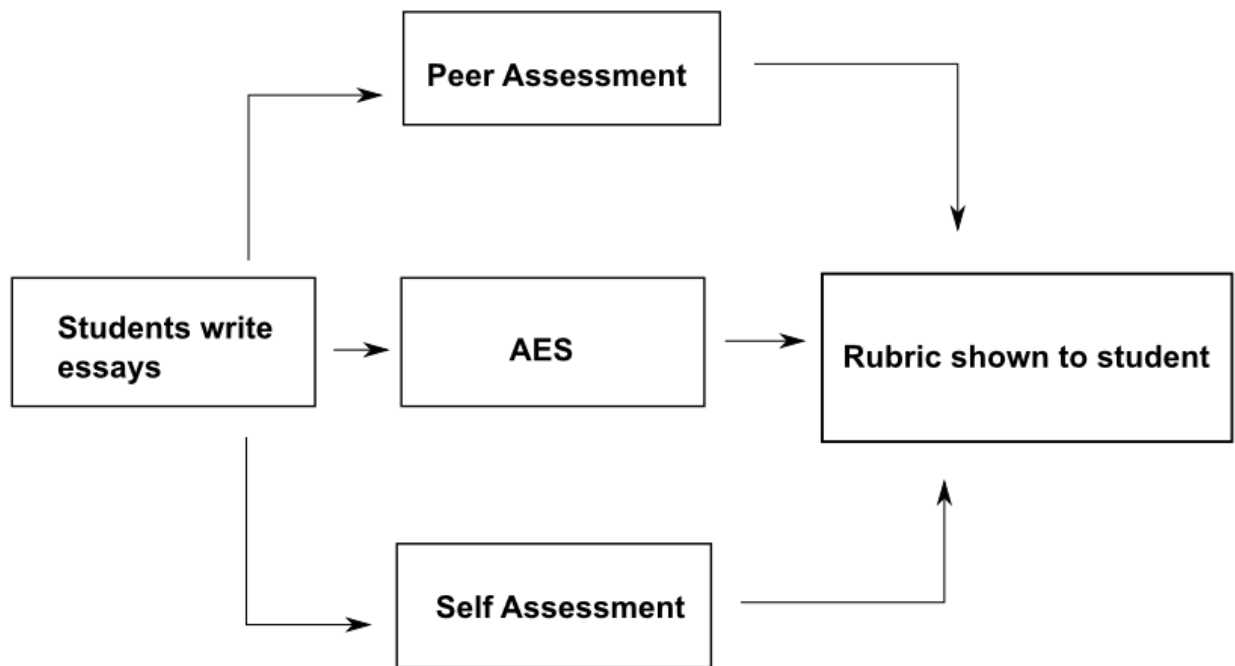 Peer Assessment
Students write
essays
AES
Rubric shown to student
Self Assessment